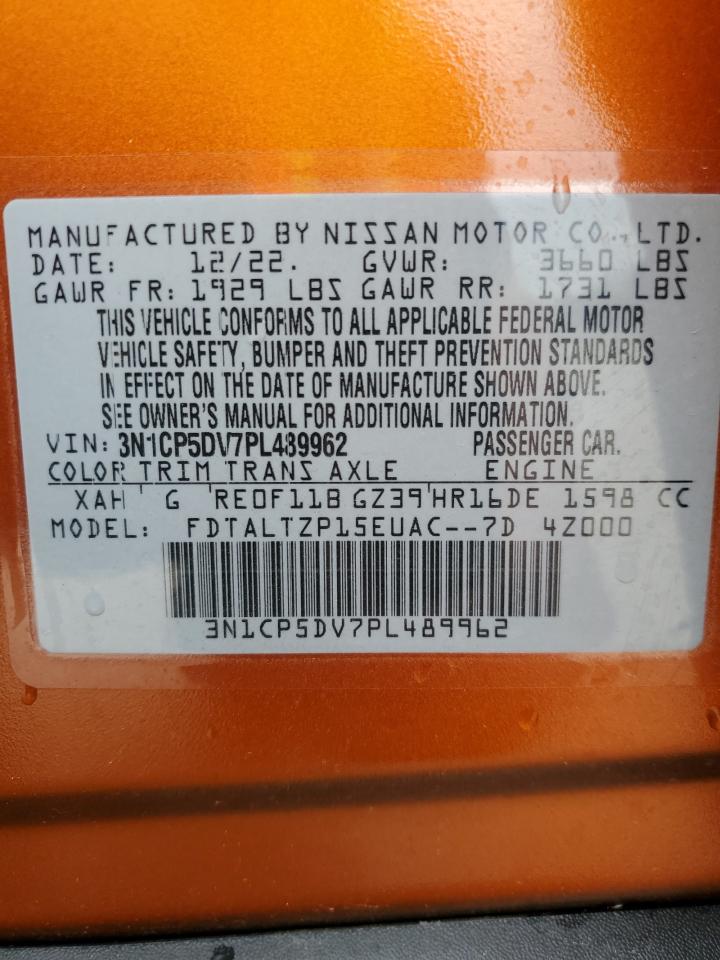 MANUFACTURED BY NISSAN MOTOR CO., LTD.
DATE: 12/22. GVWR: 3660 LBS
GAWR FR: 1929 LBS GAWR RR: 1731 LBS
THIS VEHICLE CONFORMS TO ALL APPLICABLE FEDERAL MOTOR
VEHICLE SAFETY, BUMPER AND THEFT PREVENTION STANDARDS
IN EFFECT ON THE DATE OF MANUFACTURE SHOWN ABOVE.
SEE OWNER'S MANUAL FOR ADDITIONAL INFORMATION.
VIN: 3N1CP5DV7PL489962 PASSENGER CAR.
COLOR TRIM TRANS AXLE ENGINE
XAH G RE0F11B GZ39 HR16DE 1598 CC
MODEL: FDTALTZP15EUAC--7D 4Z000
3N1CP5DV7PL489962